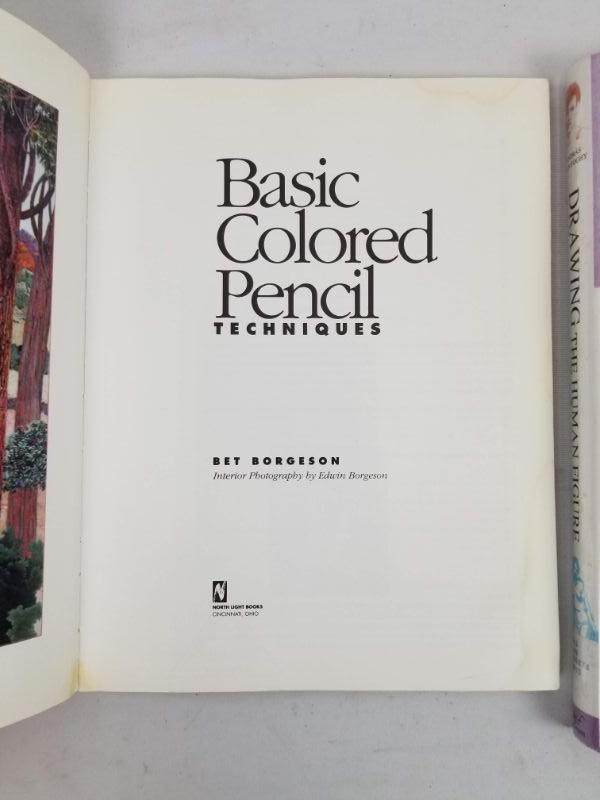 Basic
Colored
Pencil
TECHNIQUES
BET BORGESON
Interior Photography by Edwin Borgeson
NORTH LIGHT BOOKS
CINCINNATI, OHIO
DRAWING THE HUMAN FIGURE